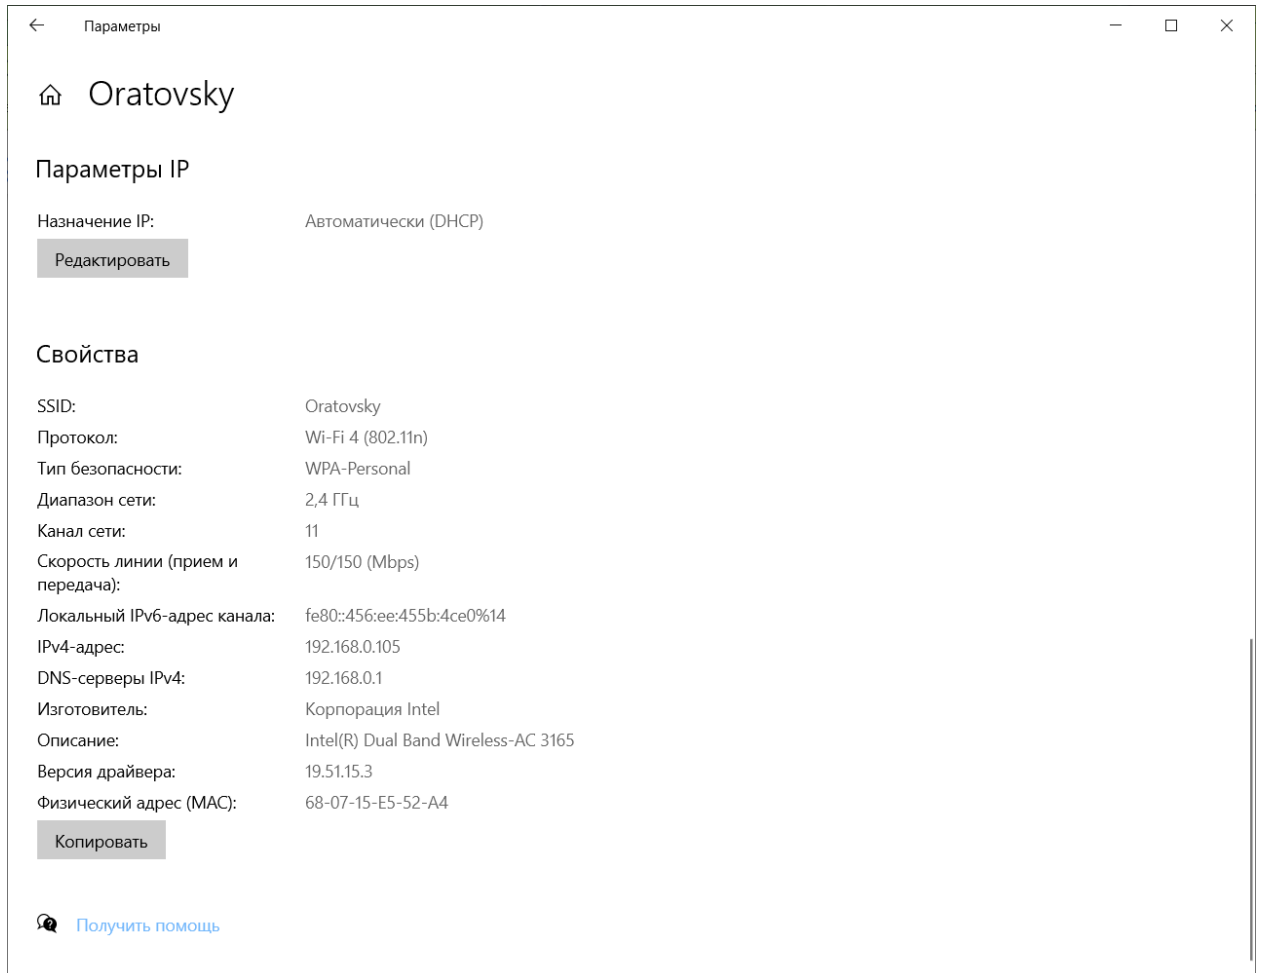 Параметры
Oratovsky
Параметры IP
Назначение IP: Автоматически (DHCP)
Редактировать
Свойства
SSID: Oratovsky
Протокол: Wi-Fi 4 (802.11n)
Тип безопасности: WPA-Personal
Диапазон сети: 2,4 ГГц
Канал сети: 11
Скорость линии (прием и 150/150 (Mbps)
передача):
Локальный IPv6-адрес канала: fe80::456:ee:455b:4ce0%14
IPv4-адрес: 192.168.0.105
DNS-серверы IPv4: 192.168.0.1
Изготовитель: Корпорация Intel
Описание: Intel(R) Dual Band Wireless-AC 3165
Версия драйвера: 19.51.15.3
Физический адрес (MAC): 68-07-15-E5-52-A4
Копировать
Получить помощь